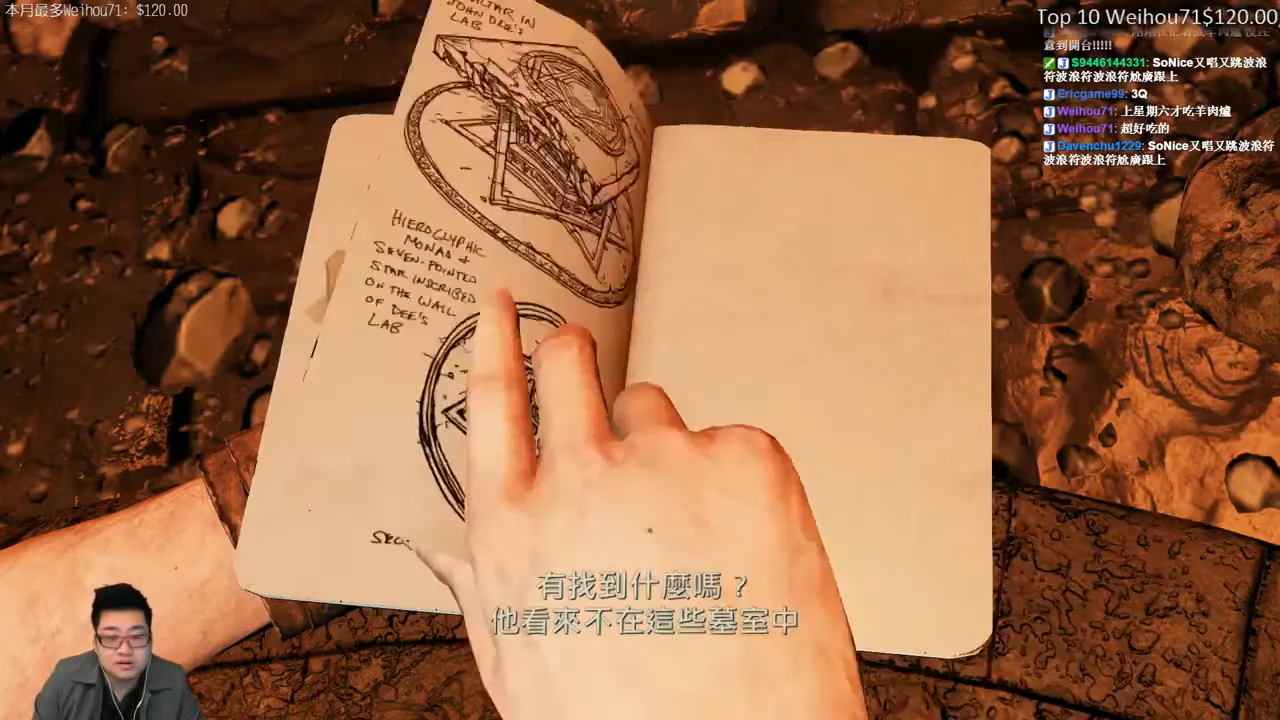 本月最多Weihou71: $120.00
Top 10 Weihou71$120.00
意到開台!!!!!
S9446144331: SoNice又唱又跳波浪
符波浪符波浪符尬廣跟上
Ericgame99: 3Q
Weihou71: 上星期六才吃羊肉爐
Weihou71: 超好吃的
Davenchu1229: SoNice又唱又跳波浪符
波浪符波浪符尬廣跟上
ALTAR IN
JOHN DEE'S
LAB
HIEROGLYPHIC
MONAD &
SEVEN-POINTED
STAR INSCRIBED
ON THE WALL
OF DEE'S
LAB
有找到什麼嗎？
他看來不在這些墓室中